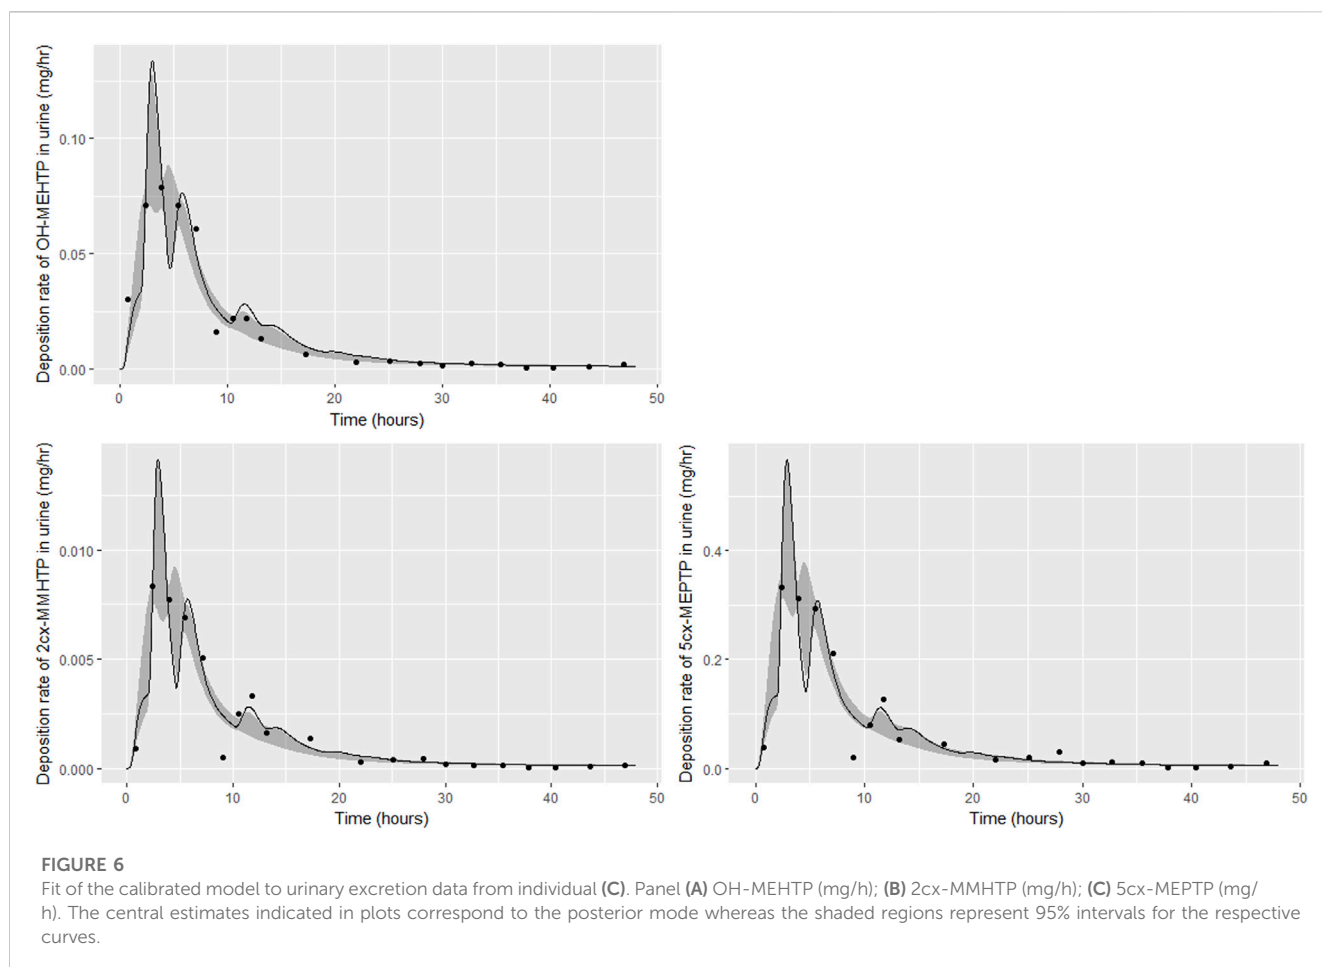 Deposition rate of OH-MEHTP in urine (mg/hr)
0.10
0.05
0.00
0 10 20 30 40 50
Time (hours)
Deposition rate of 2cx-MMHTP in urine (mg/hr)
0.010
0.005
0.000
0 10 20 30 40 50
Time (hours)
Deposition rate of 5cx-MEPTP in urine (mg/hr)
0.4
0.2
0.0
0 10 20 30 40 50
Time (hours)
FIGURE 6
Fit of the calibrated model to urinary excretion data from individual (C). Panel (A) OH-MEHTP (mg/h); (B) 2cx-MMHTP (mg/h); (C) 5cx-MEPTP (mg/
h). The central estimates indicated in plots correspond to the posterior mode whereas the shaded regions represent 95% intervals for the respective
curves.